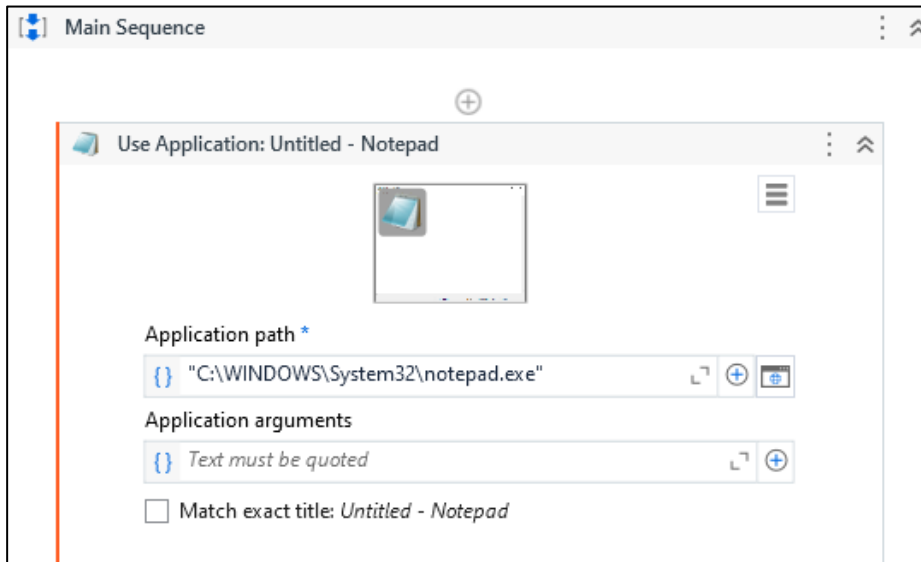 Main Sequence
Use Application: Untitled - Notepad
Application path *
{ } "C:\WINDOWS\System32\notepad.exe"
Application arguments
{ } Text must be quoted
Match exact title: Untitled - Notepad